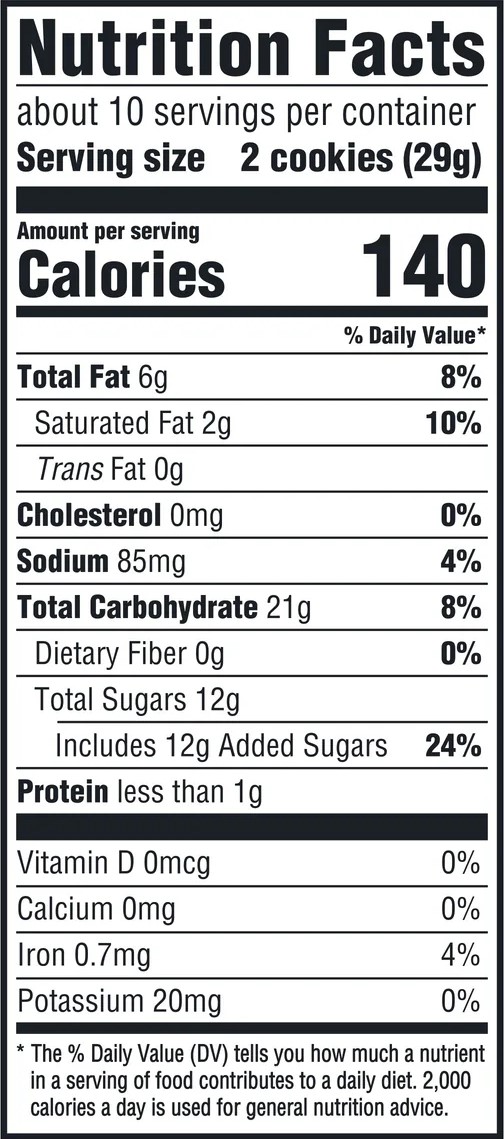 Nutrition Facts
about 10 servings per container
Serving size 2 cookies (29g)
Amount per serving
Calories 140
% Daily Value*
Total Fat 6g 8%
Saturated Fat 2g 10%
Trans Fat 0g
Cholesterol 0mg 0%
Sodium 85mg 4%
Total Carbohydrate 21g 8%
Dietary Fiber 0g 0%
Total Sugars 12g
Includes 12g Added Sugars 24%
Protein less than 1g
Vitamin D 0mcg 0%
Calcium 0mg 0%
Iron 0.7mg 4%
Potassium 20mg 0%
* The % Daily Value (DV) tells you how much a nutrient
in a serving of food contributes to a daily diet. 2,000
calories a day is used for general nutrition advice.